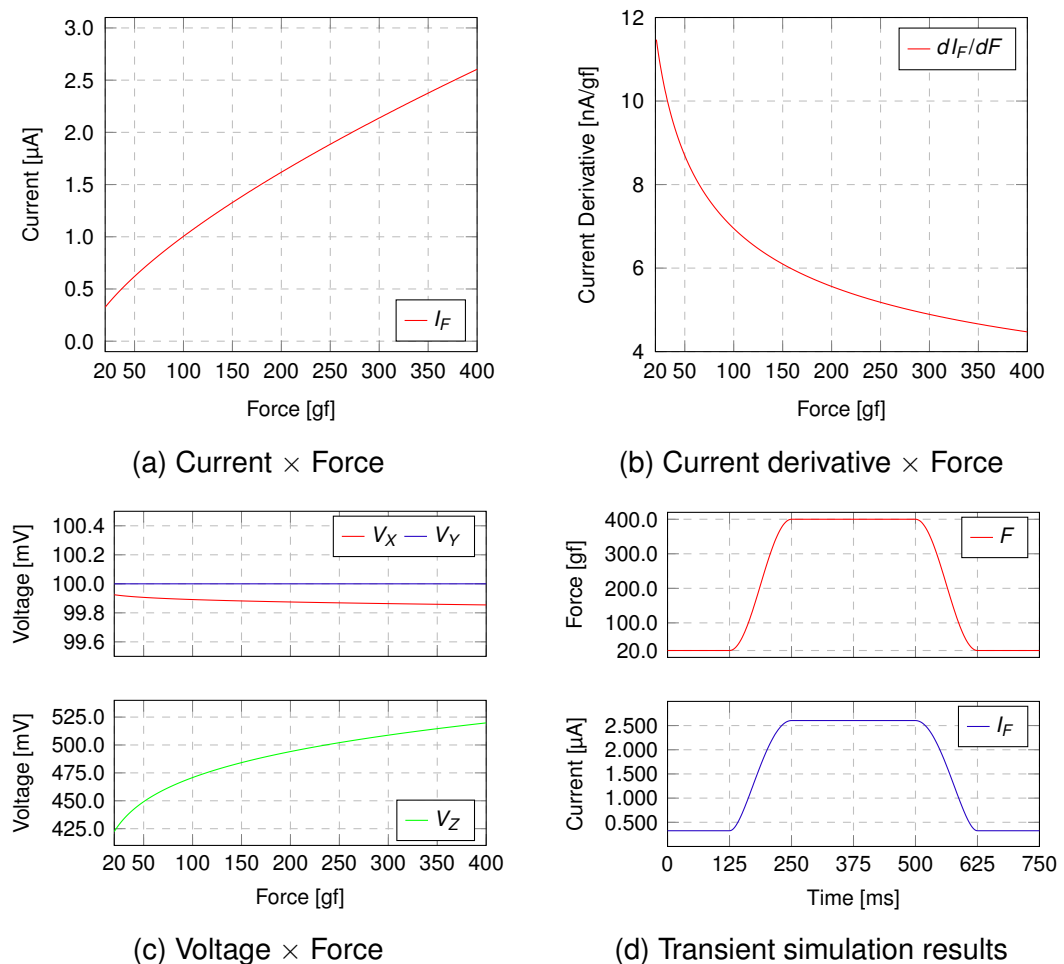 3.0
2.5
2.0
1.5
1.0
0.5
0.0
Current [µA]
I_F
20 50 100 150 200 250 300 350 400
Force [gf]
(a) Current × Force
12
10
8
6
4
Current Derivative [nA/gf]
dI_F/dF
20 50 100 150 200 250 300 350 400
Force [gf]
(b) Current derivative × Force
100.4
100.2
100.0
99.8
99.6
Voltage [mV]
V_X V_Y
525.0
500.0
475.0
450.0
425.0
Voltage [mV]
V_Z
20 50 100 150 200 250 300 350 400
Force [gf]
(c) Voltage × Force
400.0
300.0
200.0
100.0
20.0
Force [gf]
F
2.500
2.000
1.500
1.000
0.500
Current [µA]
I_F
0 125 250 375 500 625 750
Time [ms]
(d) Transient simulation results